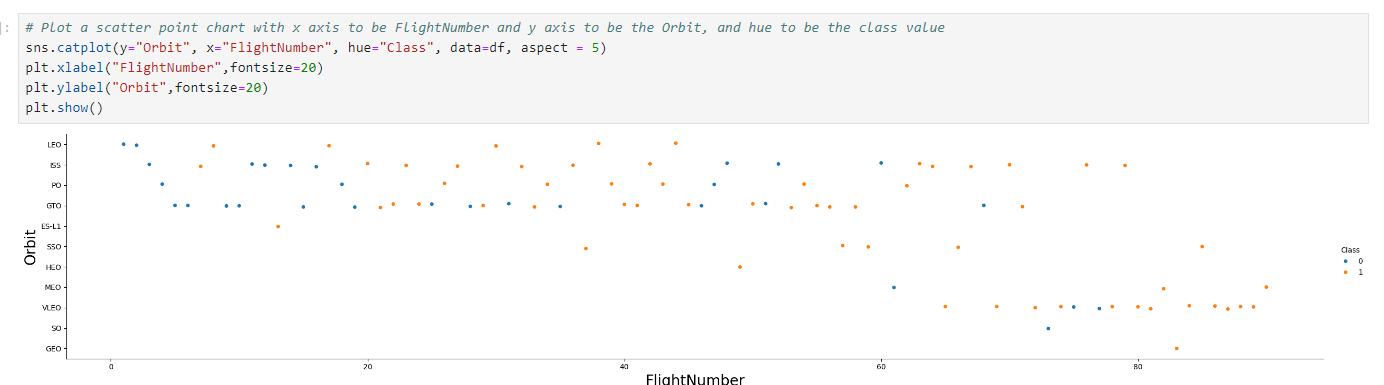 ]:
# Plot a scatter point chart with x axis to be FlightNumber and y axis to be the Orbit, and hue to be the class value
sns.catplot(y="Orbit", x="FlightNumber", hue="Class", data=df, aspect = 5)
plt.xlabel("FlightNumber",fontsize=20)
plt.ylabel("Orbit",fontsize=20)
plt.show()
LEO
ISS
PO
GTO
ES-L1
SSO
HEO
MEO
VLEO
SO
GEO
Orbit
0 20 40 60 80
FlightNumber
Class
0
1